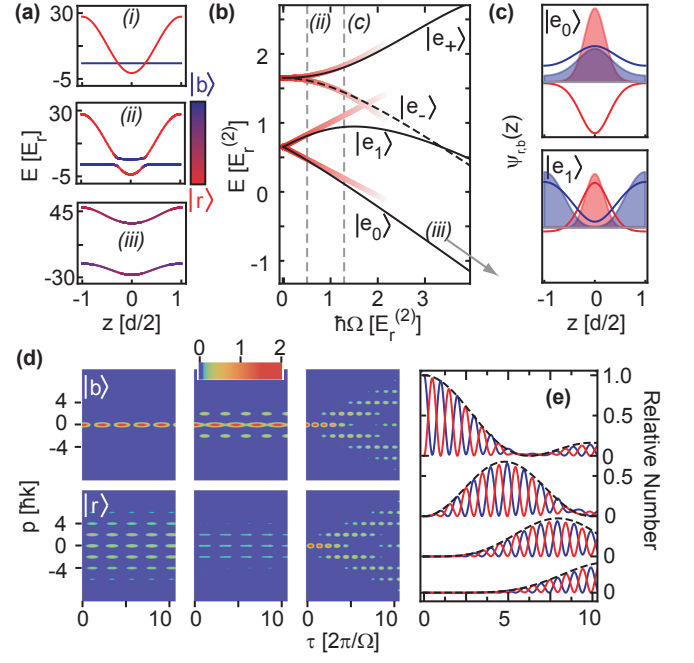 (a)
30
(i)
-5
|b⟩
30
(ii)
E [E_r]
-5
|r⟩
45
(iii)
-30
-1 0 1
z [d/2]
(b)
(ii) (c)
|e_+⟩
2
|e_-⟩
1
|e_1⟩
E [E_r^(2)]
0
|e_0⟩
(iii)
-1
0 1 2 3
ħΩ [E_r^(2)]
(c)
|e_0⟩
ψ_r,b(z)
|e_1⟩
-1 0 1
z [d/2]
(d)
0 1 2
|b⟩
4
0
-4
|r⟩
p [ħk]
4
0
-4
0 10 0 10 0 10
τ [2π/Ω]
(e)
1.0
0.5
0
0.5
0
0
0
0 5 10
Relative Number